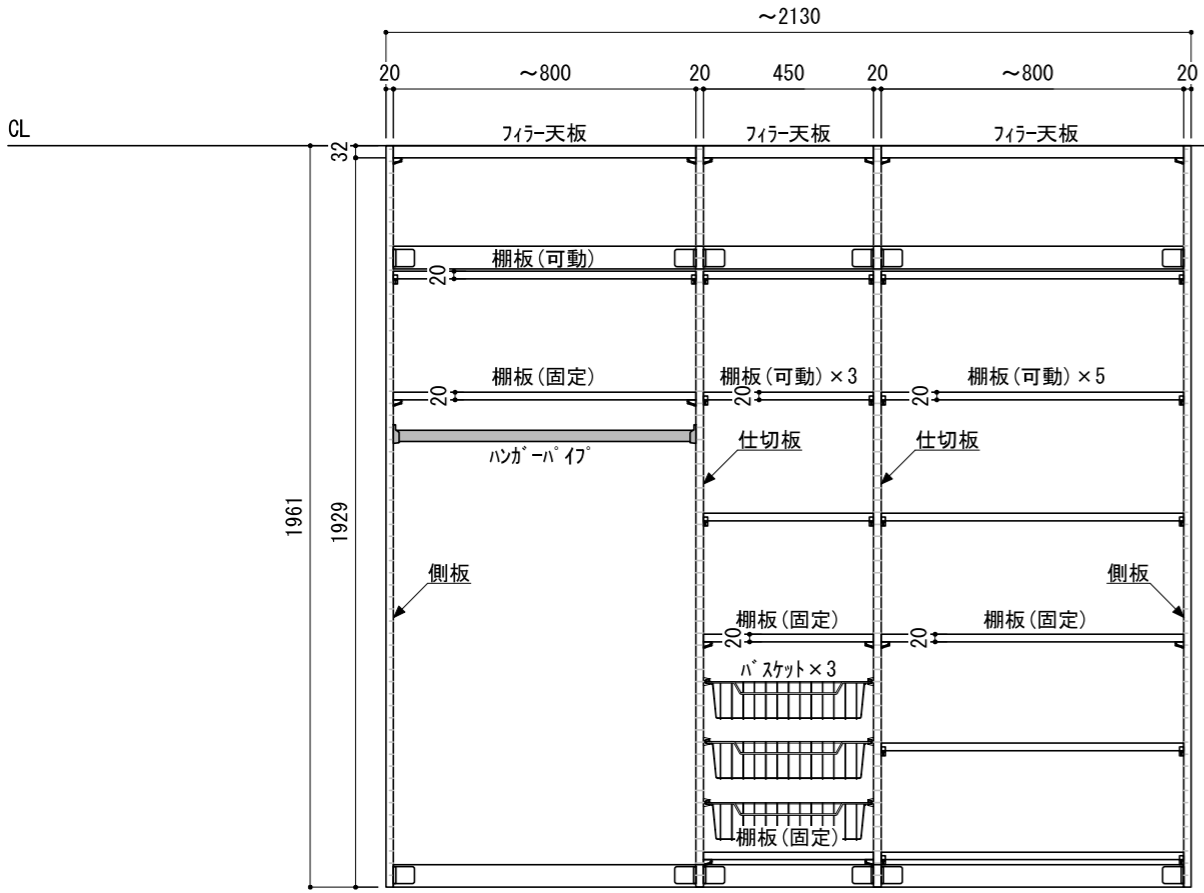 ～2130
20
～800
20
450
20
～800
20
CL
フィラー天板
フィラー天板
フィラー天板
32
棚板(可動)
20
棚板(固定)
棚板(可動)×3
棚板(可動)×5
20
20
20
ハンガーパイプ
仕切板
仕切板
1961
1929
側板
側板
棚板(固定)
棚板(固定)
20
20
バスケット×3
棚板(固定)